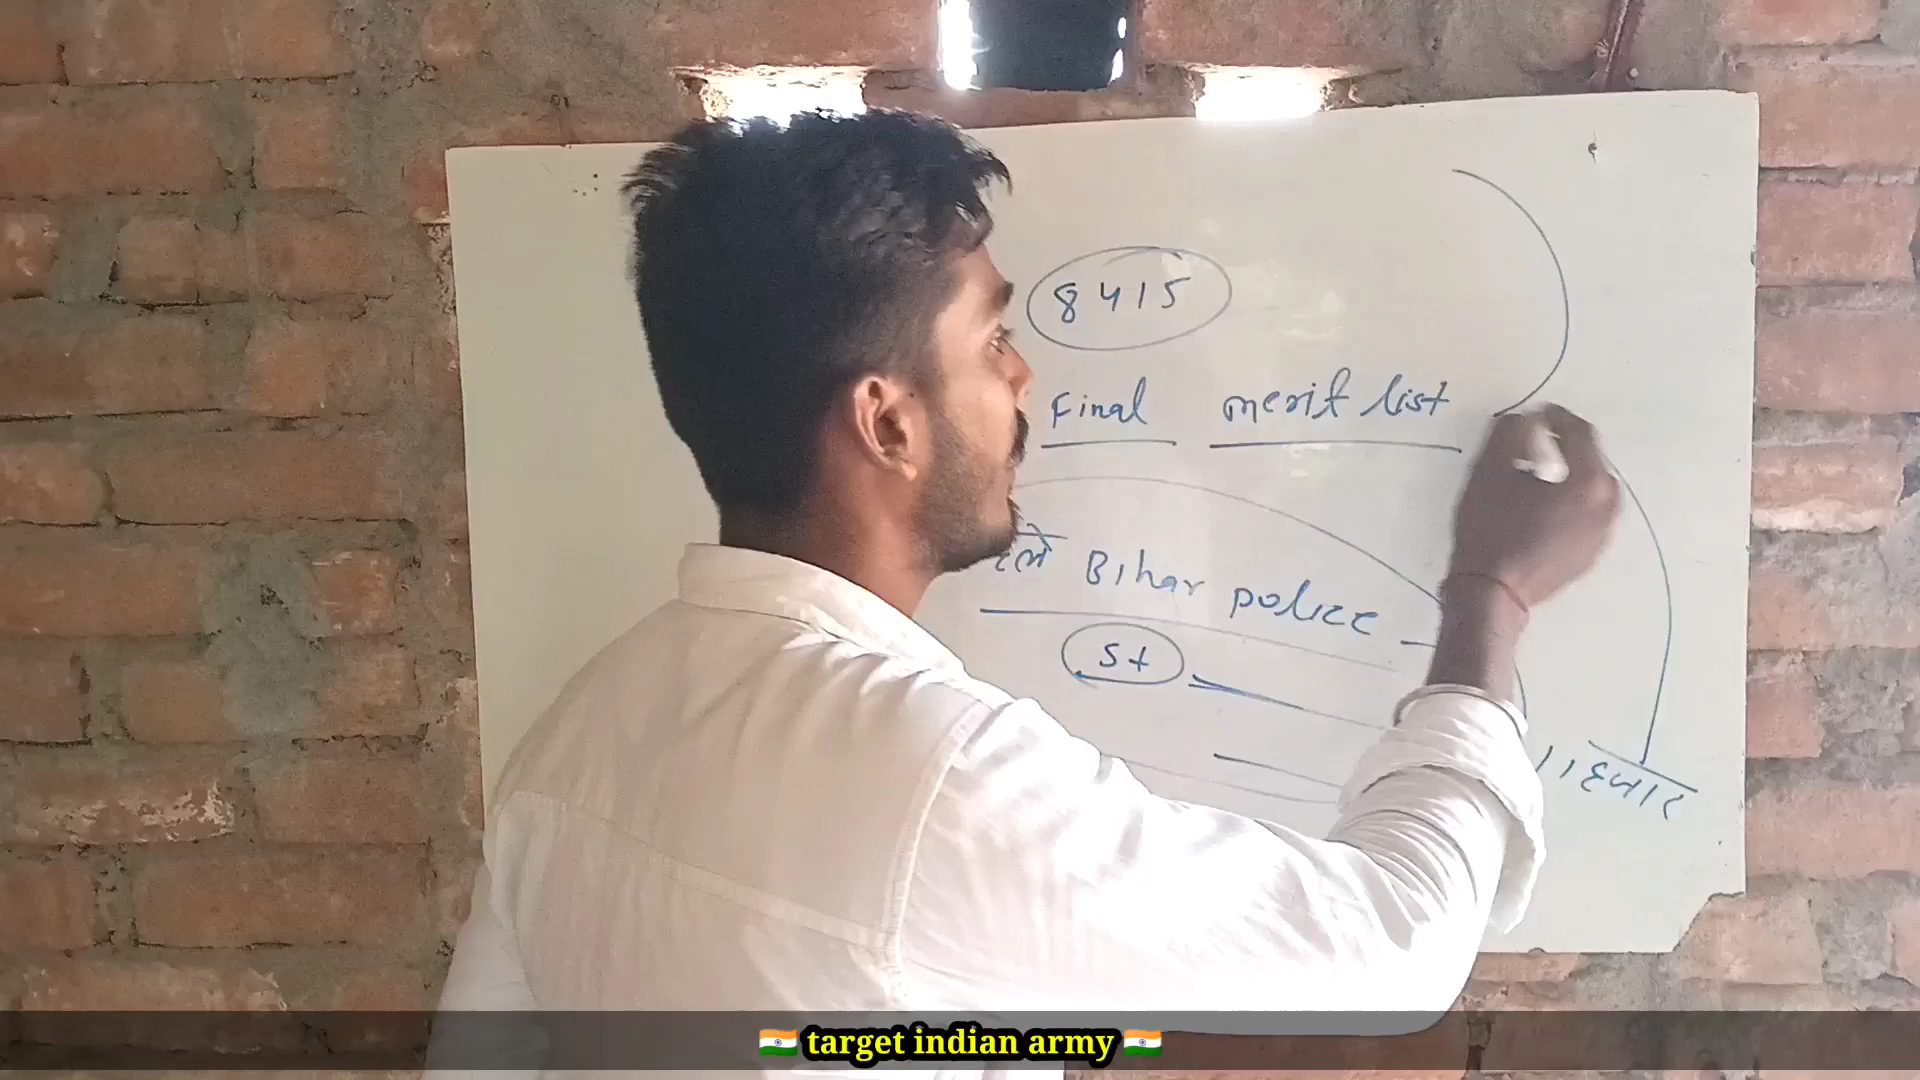 8415
Final merit list
Bihar police
St
🇮🇳 target indian army 🇮🇳